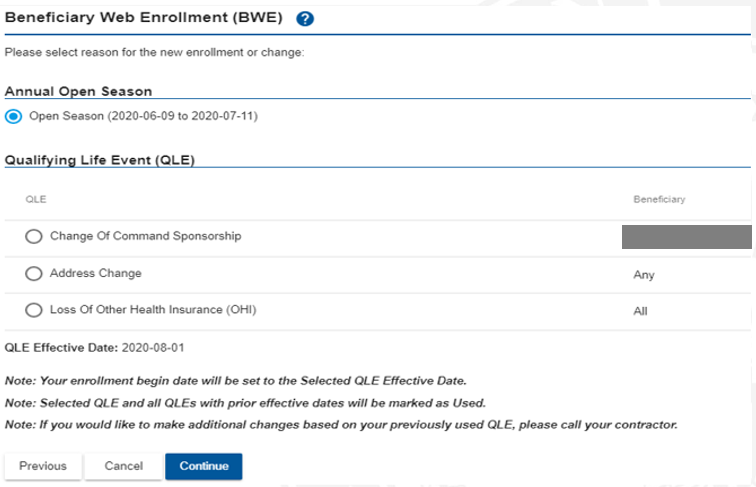 Beneficiary Web Enrollment (BWE) ?
Please select reason for the new enrollment or change:
Annual Open Season
Open Season (2020-06-09 to 2020-07-11)
Qualifying Life Event (QLE)
QLE Beneficiary
Change Of Command Sponsorship
Address Change Any
Loss Of Other Health Insurance (OHI) All
QLE Effective Date: 2020-08-01
Note: Your enrollment begin date will be set to the Selected QLE Effective Date.
Note: Selected QLE and all QLEs with prior effective dates will be marked as Used.
Note: If you would like to make additional changes based on your previously used QLE, please call your contractor.
Previous Cancel Continue